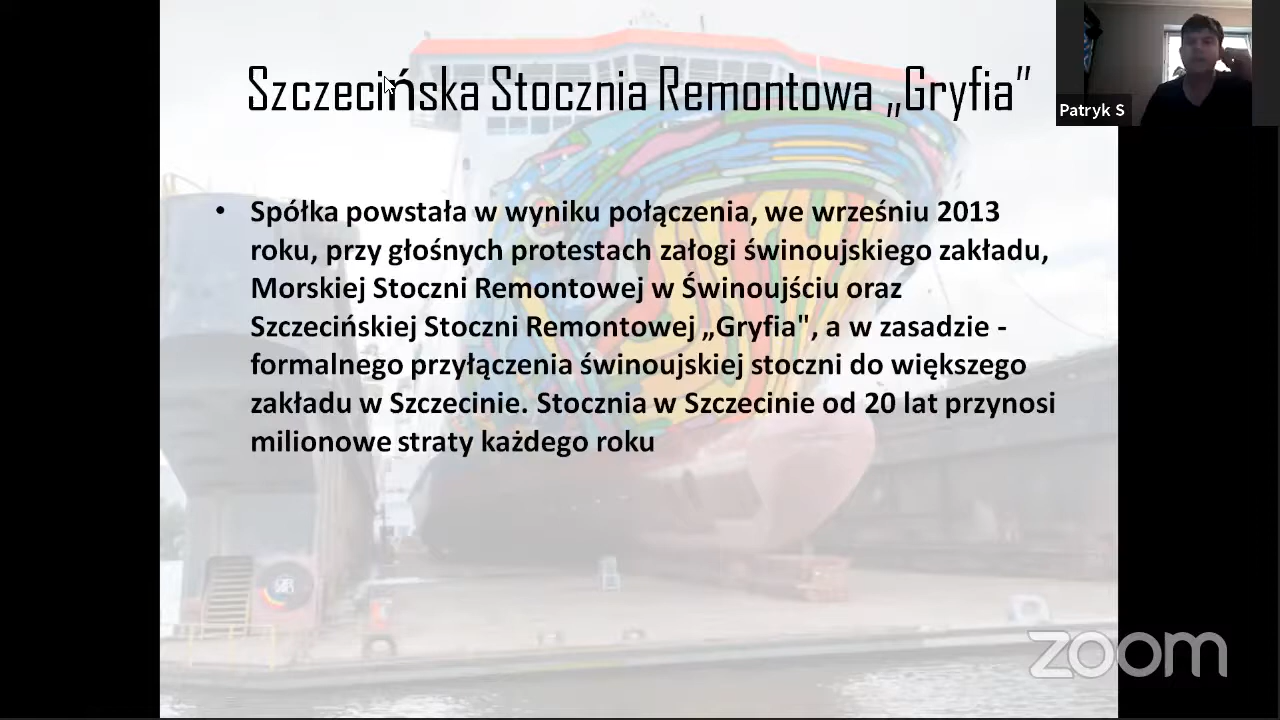 Szczecińska Stocznia Remontowa „Gryfia”
Patryk S
• Spółka powstała w wyniku połączenia, we wrześniu 2013
roku, przy głośnych protestach załogi świnoujskiego zakładu,
Morskiej Stoczni Remontowej w Świnoujściu oraz
Szczecińskiej Stoczni Remontowej „Gryfia", a w zasadzie -
formalnego przyłączenia świnoujskiej stoczni do większego
zakładu w Szczecinie. Stocznia w Szczecinie od 20 lat przynosi
milionowe straty każdego roku
zoom